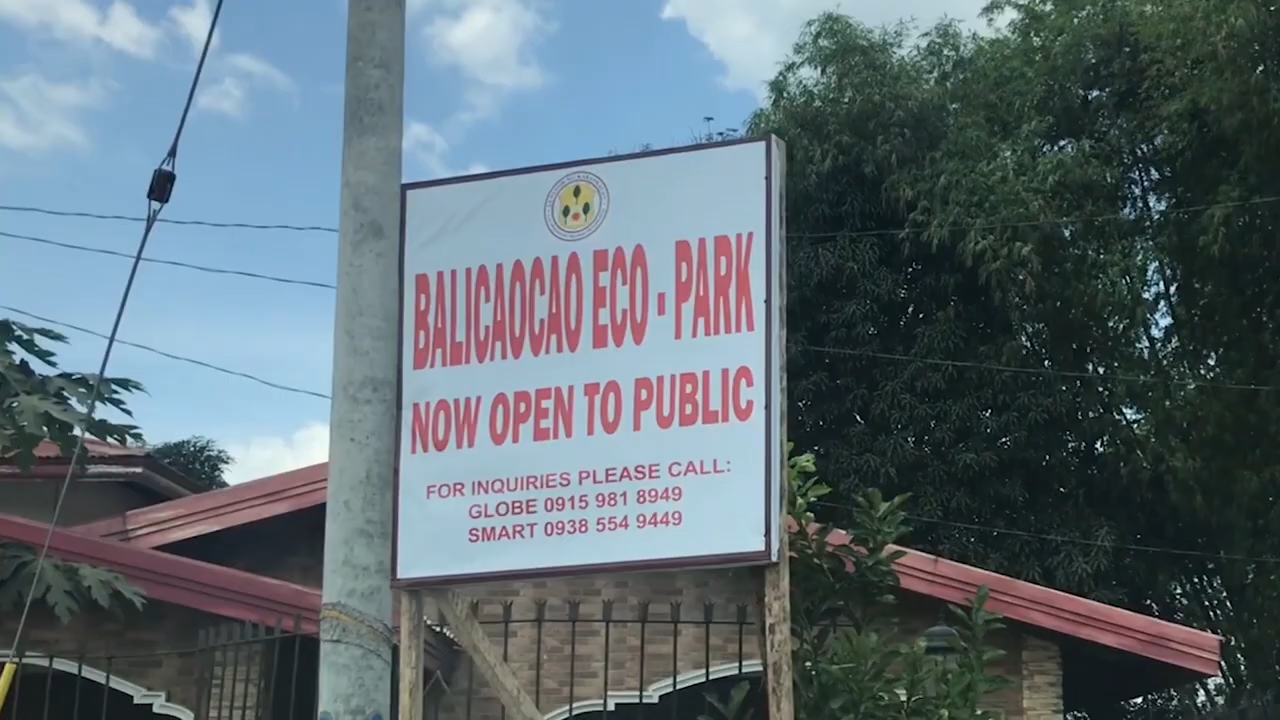 BALICAOCAO ECO - PARK
NOW OPEN TO PUBLIC
FOR INQUIRIES PLEASE CALL:
GLOBE 0915 981 8949
SMART 0938 554 9449